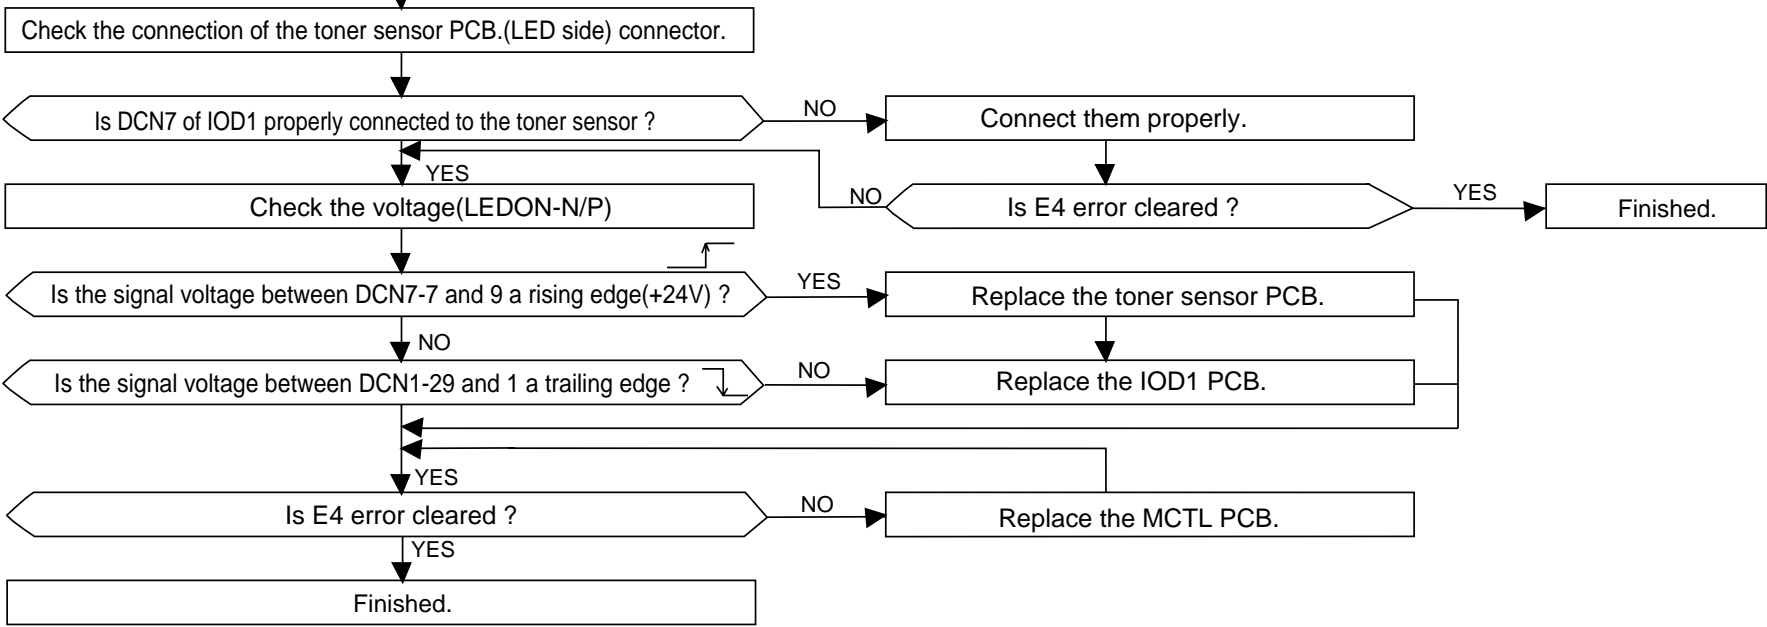 Check the connection of the toner sensor PCB.(LED side) connector.
Is DCN7 of IOD1 properly connected to the toner sensor ?
NO
Connect them properly.
YES
Check the voltage(LEDON-N/P)
NO
Is E4 error cleared ?
YES
Finished.
Is the signal voltage between DCN7-7 and 9 a rising edge(+24V) ?
YES
Replace the toner sensor PCB.
NO
Is the signal voltage between DCN1-29 and 1 a trailing edge ?
NO
Replace the IOD1 PCB.
YES
Is E4 error cleared ?
NO
Replace the MCTL PCB.
YES
Finished.